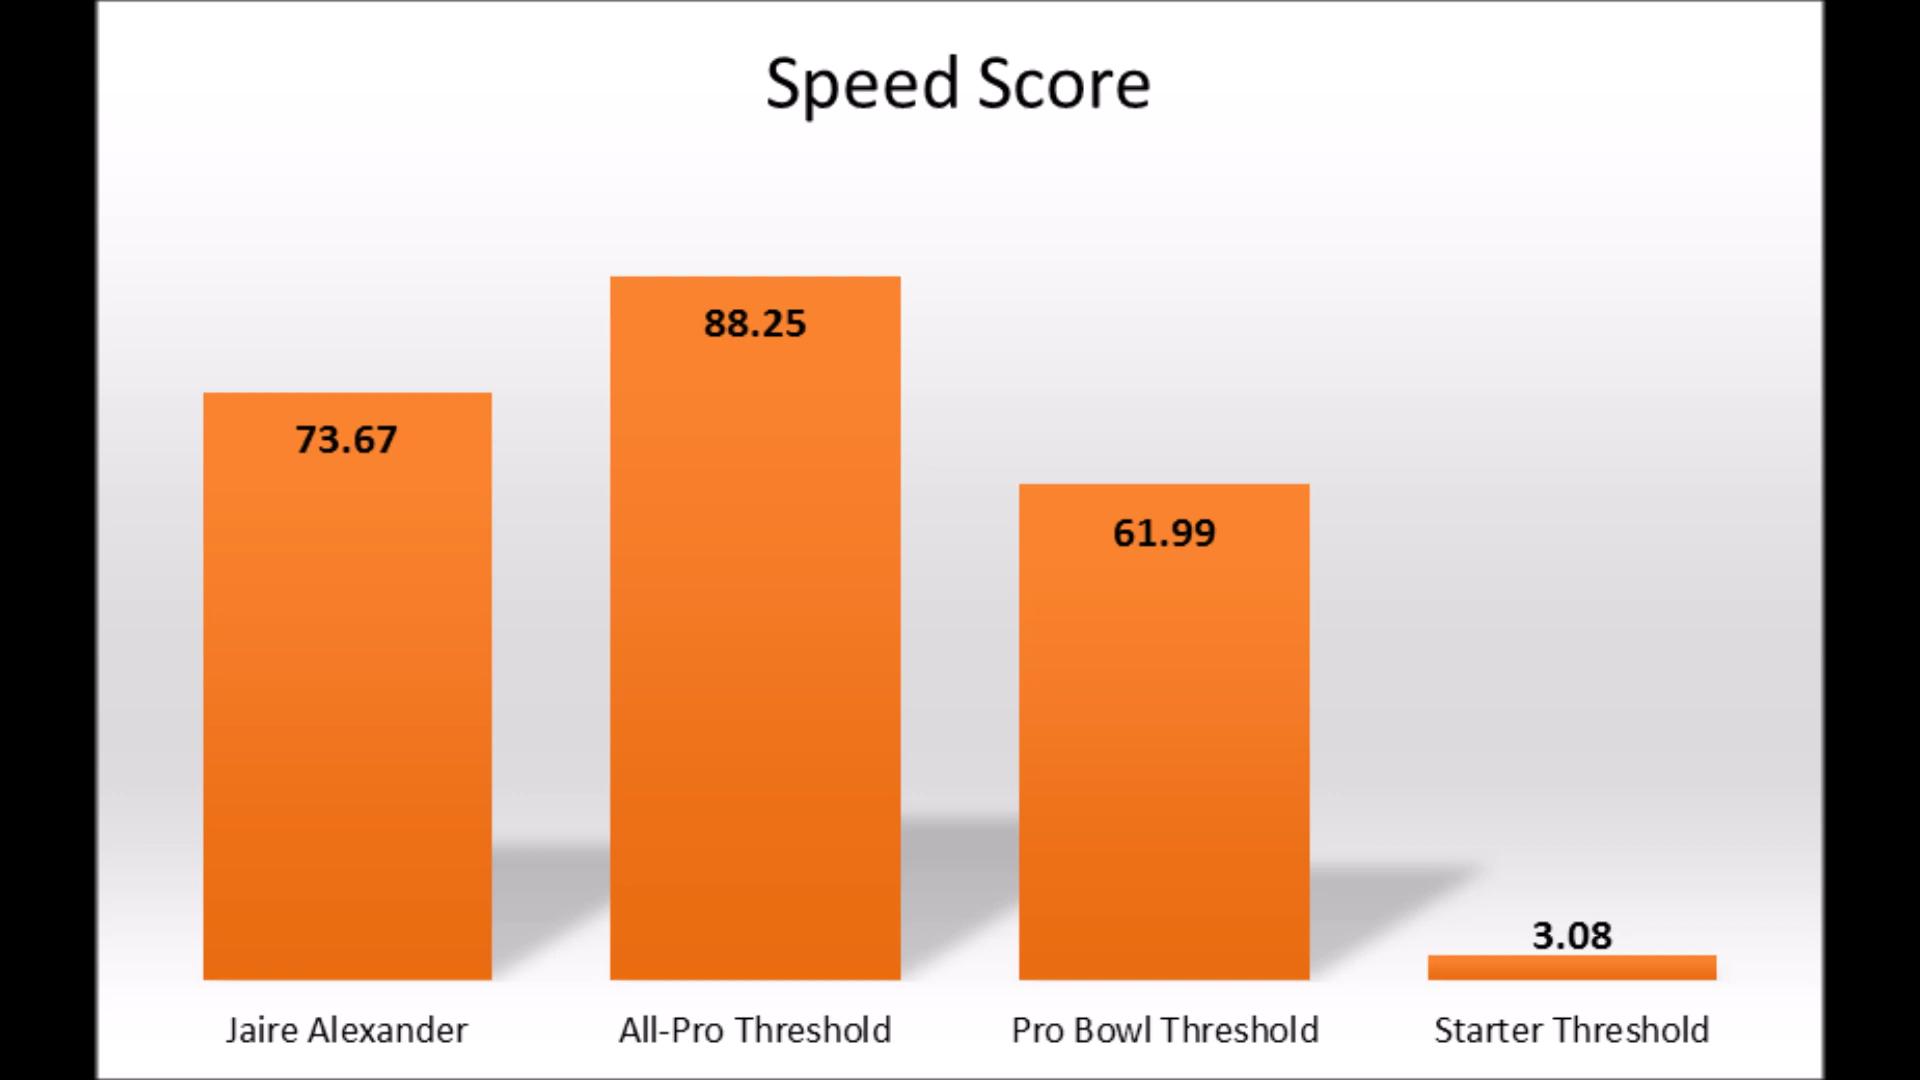 Speed Score
88.25
73.67
61.99
3.08
Jaire Alexander All-Pro Threshold Pro Bowl Threshold Starter Threshold